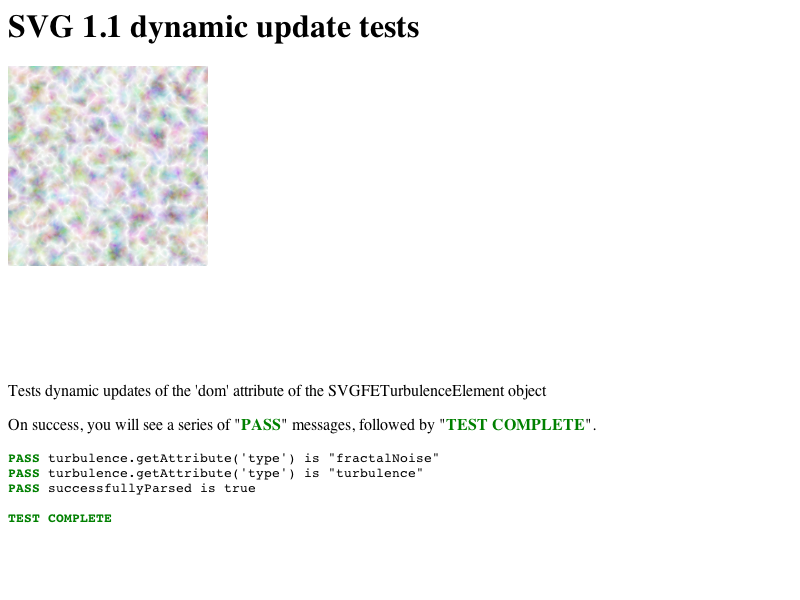 SVG 1.1 dynamic update tests
Tests dynamic updates of the 'dom' attribute of the SVGFETurbulenceElement object
On success, you will see a series of "PASS" messages, followed by "TEST COMPLETE".
PASS turbulence.getAttribute('type') is "fractalNoise"
PASS turbulence.getAttribute('type') is "turbulence"
PASS successfullyParsed is true
TEST COMPLETE